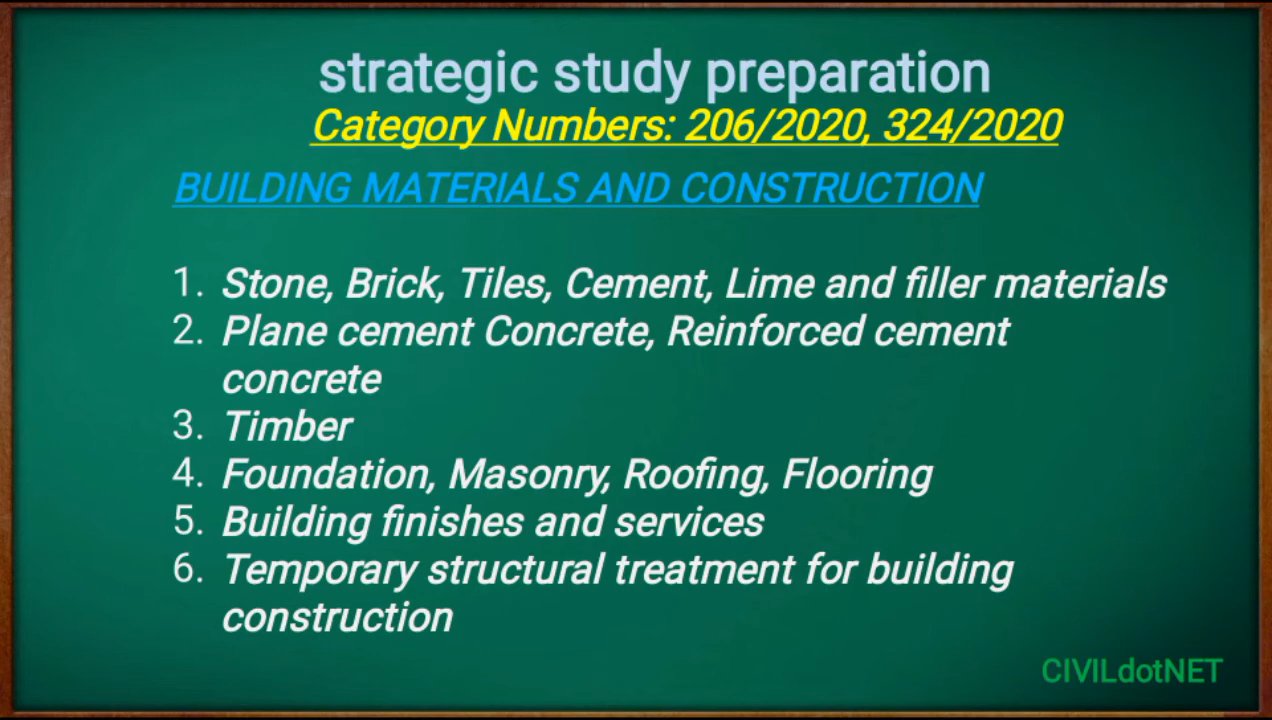 strategic study preparation
Category Numbers: 206/2020, 324/2020
BUILDING MATERIALS AND CONSTRUCTION
1. Stone, Brick, Tiles, Cement, Lime and filler materials
2. Plane cement Concrete, Reinforced cement
concrete
3. Timber
4. Foundation, Masonry, Roofing, Flooring
5. Building finishes and services
6. Temporary structural treatment for building
construction
CIVILdotNET